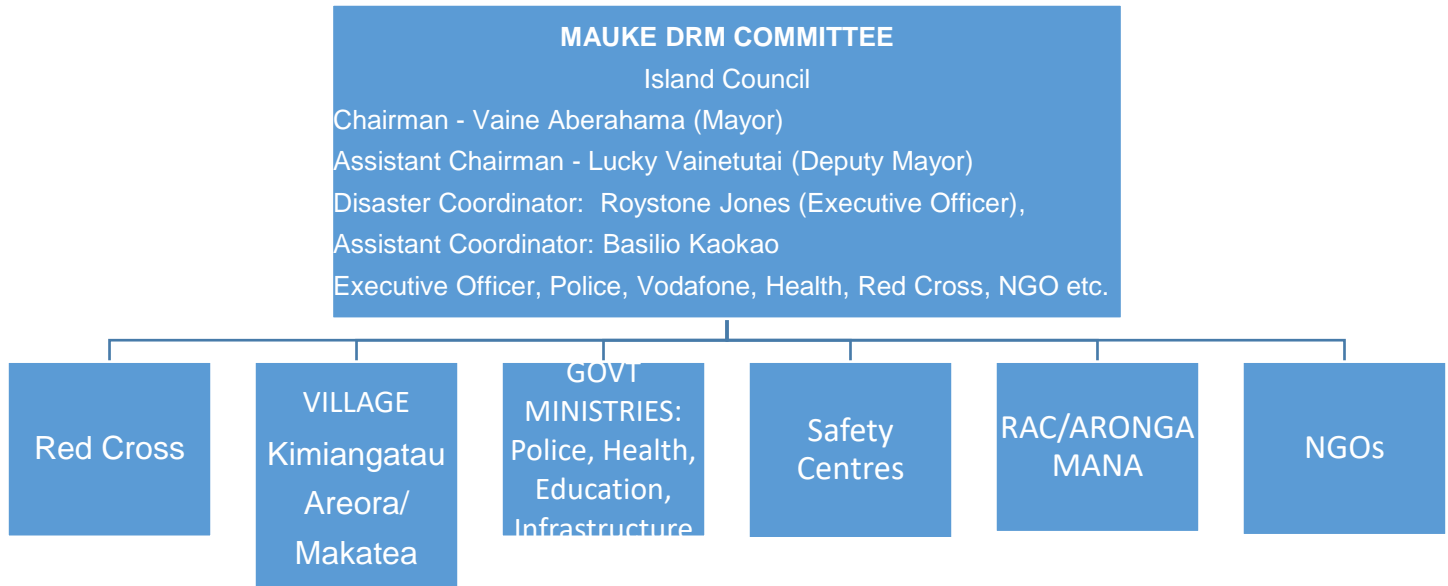 MAUKE DRM COMMITTEE
Island Council
Chairman - Vaine Aberahama (Mayor)
Assistant Chairman - Lucky Vainetutai (Deputy Mayor)
Disaster Coordinator:  Roystone Jones (Executive Officer),
Assistant Coordinator: Basilio Kaokao
Executive Officer, Police, Vodafone, Health, Red Cross, NGO etc.
Red Cross
VILLAGE
Kimiangatau
Areora/
Makatea
GOVT
MINISTRIES:
Police, Health,
Education,
Infrastructure
Safety
Centres
RAC/ARONGA
MANA
NGOs